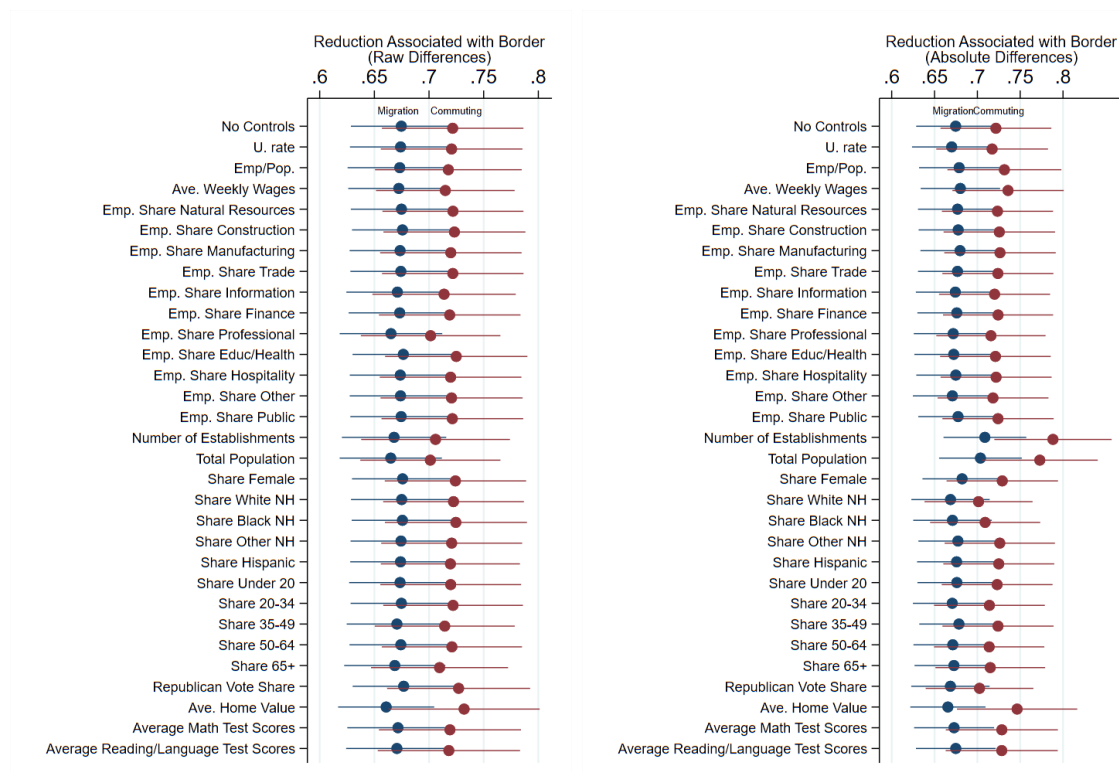 Reduction Associated with Border
(Raw Differences)
.6 .65 .7 .75 .8
Migration Commuting
No Controls
U. rate
Emp/Pop.
Ave. Weekly Wages
Emp. Share Natural Resources
Emp. Share Construction
Emp. Share Manufacturing
Emp. Share Trade
Emp. Share Information
Emp. Share Finance
Emp. Share Professional
Emp. Share Educ/Health
Emp. Share Hospitality
Emp. Share Other
Emp. Share Public
Number of Establishments
Total Population
Share Female
Share White NH
Share Black NH
Share Other NH
Share Hispanic
Share Under 20
Share 20-34
Share 35-49
Share 50-64
Share 65+
Republican Vote Share
Ave. Home Value
Average Math Test Scores
Average Reading/Language Test Scores
Reduction Associated with Border
(Absolute Differences)
.6 .65 .7 .75 .8
Migration Commuting
No Controls
U. rate
Emp/Pop.
Ave. Weekly Wages
Emp. Share Natural Resources
Emp. Share Construction
Emp. Share Manufacturing
Emp. Share Trade
Emp. Share Information
Emp. Share Finance
Emp. Share Professional
Emp. Share Educ/Health
Emp. Share Hospitality
Emp. Share Other
Emp. Share Public
Number of Establishments
Total Population
Share Female
Share White NH
Share Black NH
Share Other NH
Share Hispanic
Share Under 20
Share 20-34
Share 35-49
Share 50-64
Share 65+
Republican Vote Share
Ave. Home Value
Average Math Test Scores
Average Reading/Language Test Scores